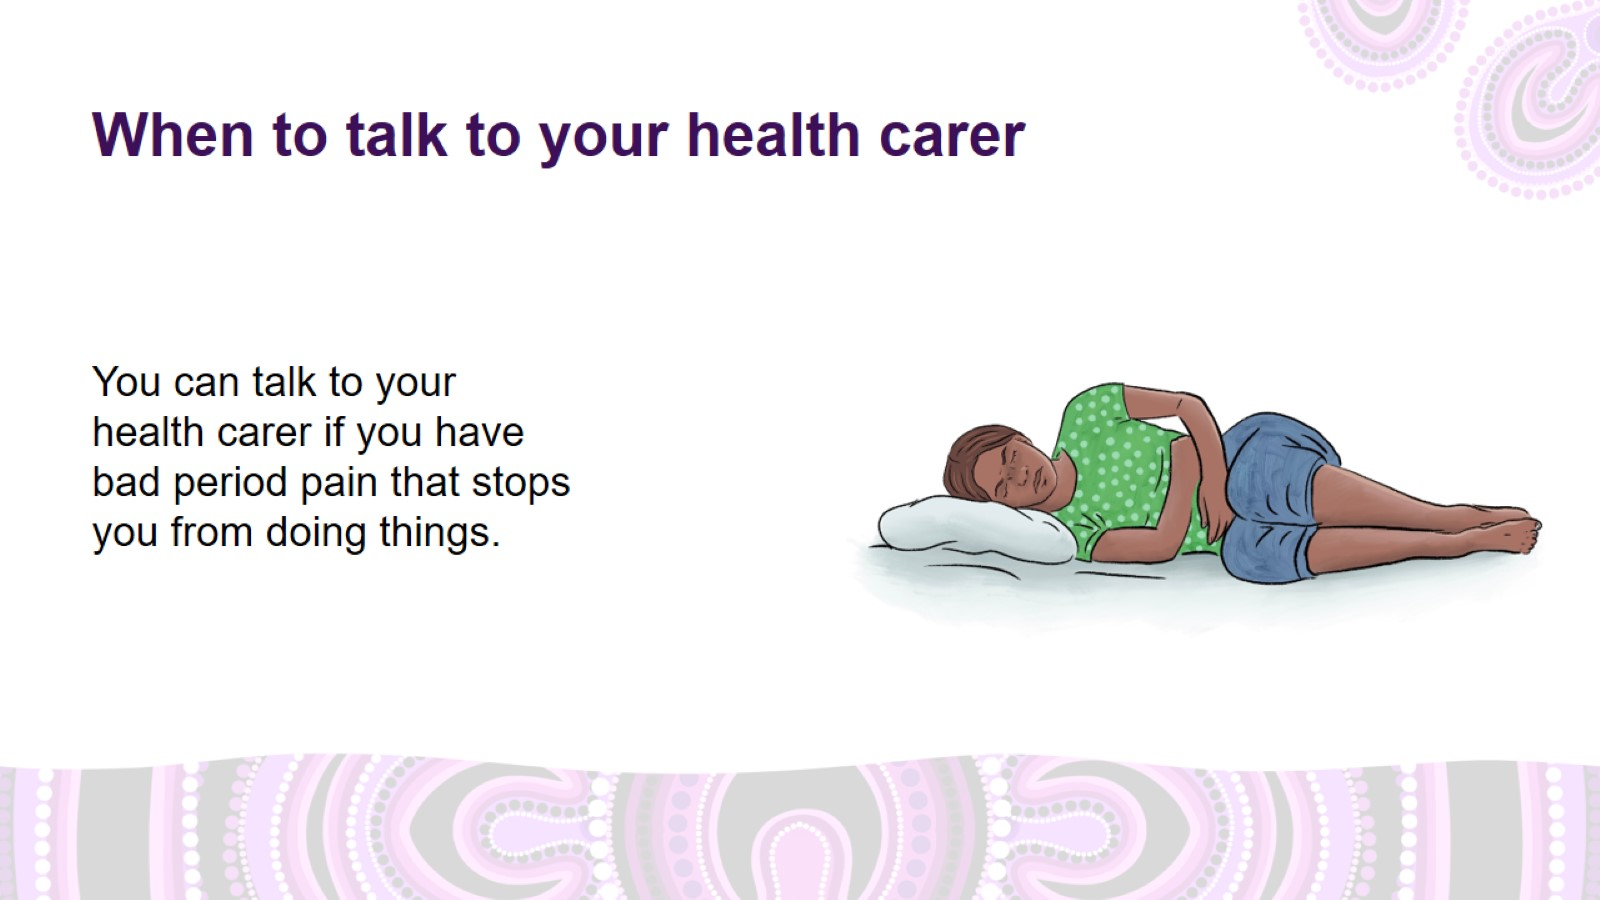 When to talk to your health carer
You can talk to your
health carer if you have
bad period pain that stops
you from doing things.